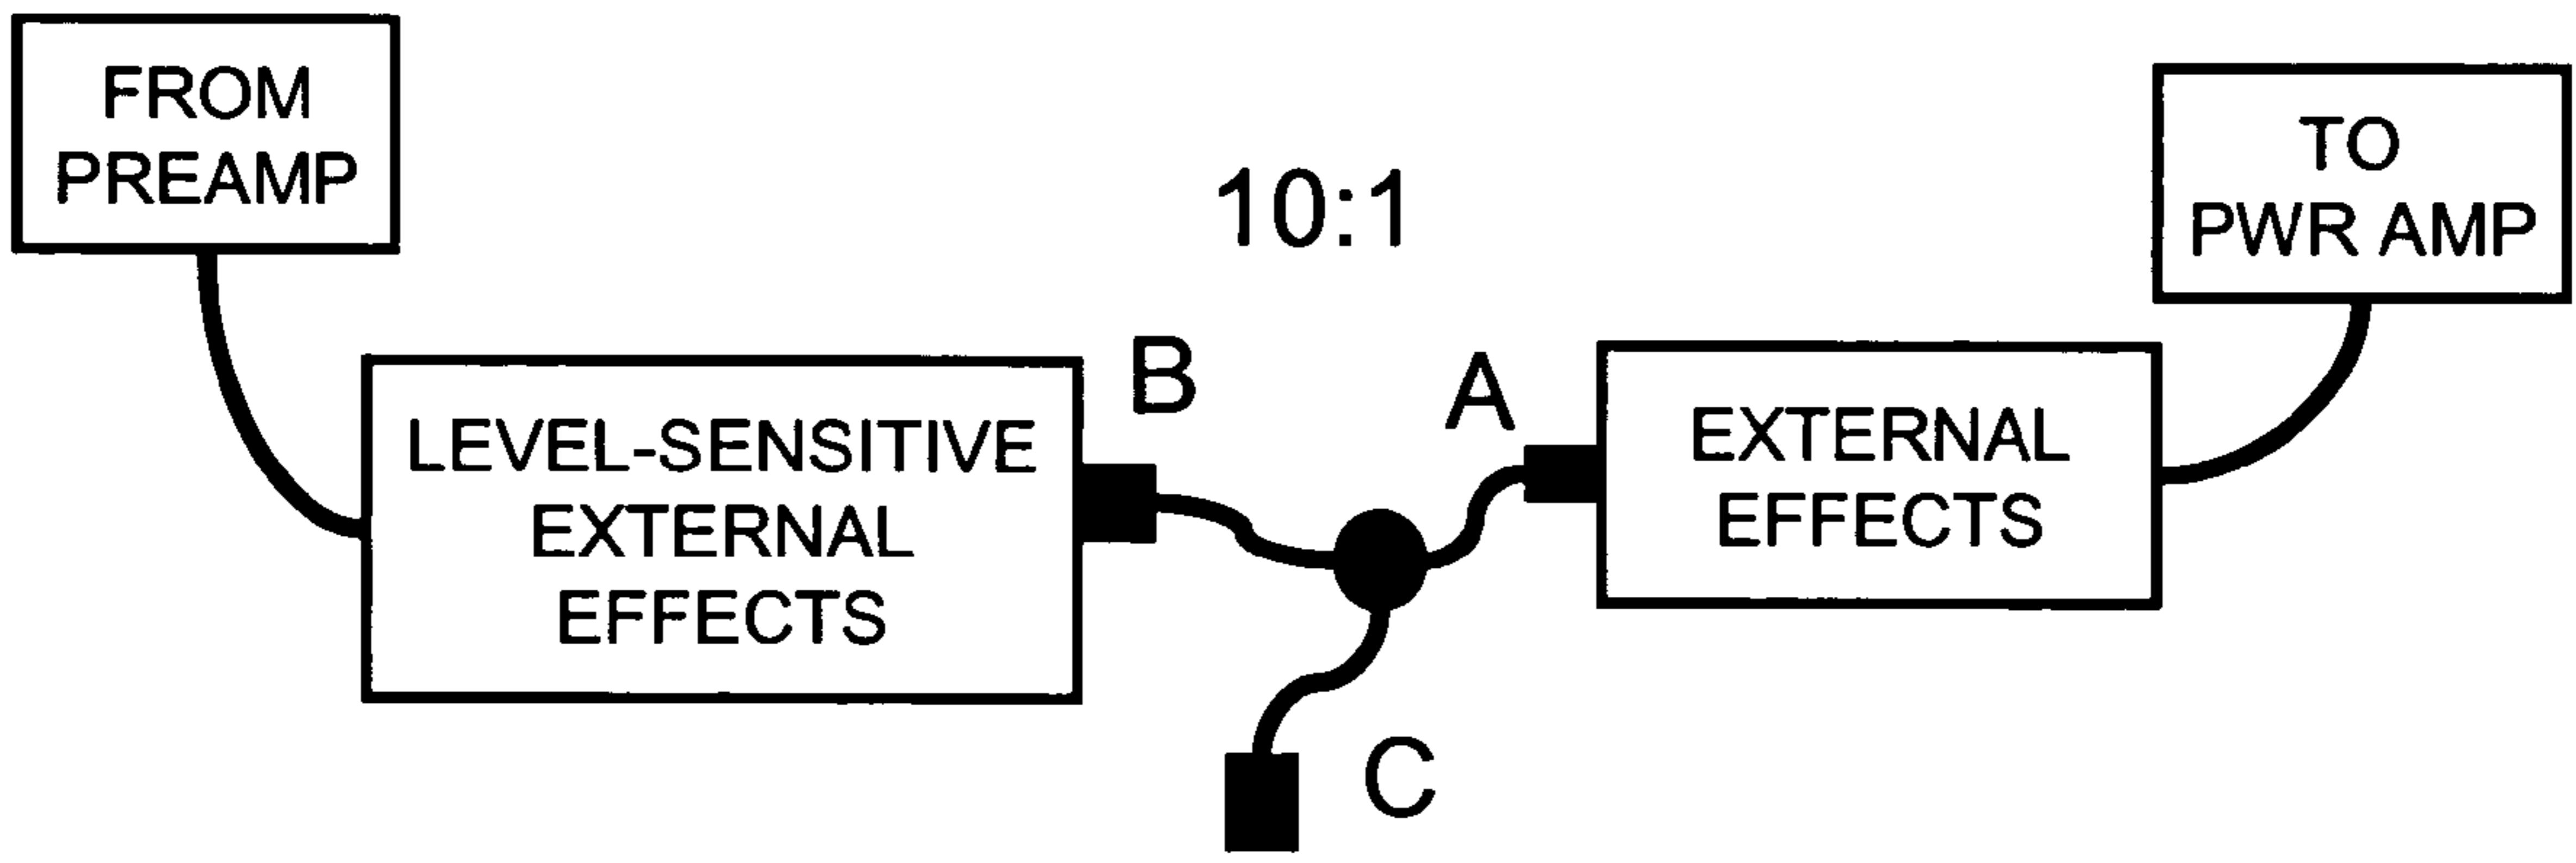 FROM
PREAMP
TO
PWR AMP
10:1
B
A
LEVEL-SENSITIVE
EXTERNAL
EFFECTS
EXTERNAL
EFFECTS
C